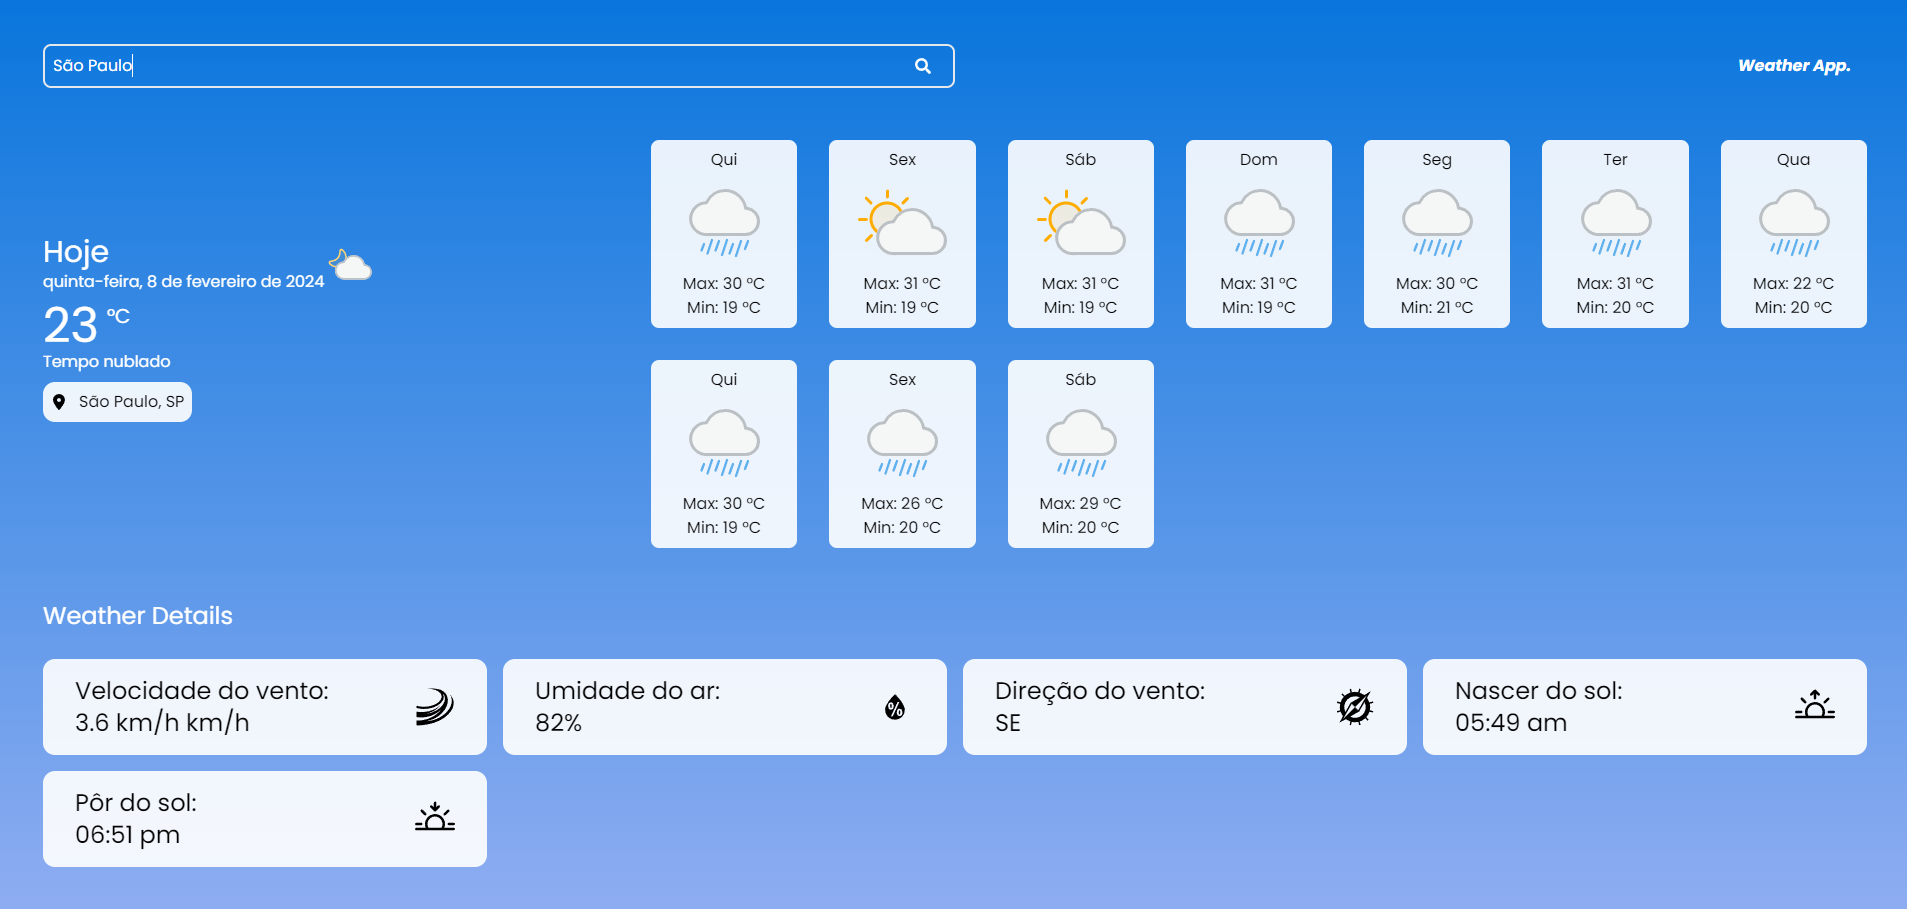 São Paulo
Weather App.
Hoje
quinta-feira, 8 de fevereiro de 2024
23 °C
Tempo nublado
São Paulo, SP
Qui
Max: 30 °C
Min: 19 °C
Sex
Max: 31 °C
Min: 19 °C
Sáb
Max: 31 °C
Min: 19 °C
Dom
Max: 31 °C
Min: 19 °C
Seg
Max: 30 °C
Min: 21 °C
Ter
Max: 31 °C
Min: 20 °C
Qua
Max: 22 °C
Min: 20 °C
Qui
Max: 30 °C
Min: 19 °C
Sex
Max: 26 °C
Min: 20 °C
Sáb
Max: 29 °C
Min: 20 °C
Weather Details
Velocidade do vento:
3.6 km/h km/h
Umidade do ar:
82%
%
Direção do vento:
SE
Nascer do sol:
05:49 am
Pôr do sol:
06:51 pm